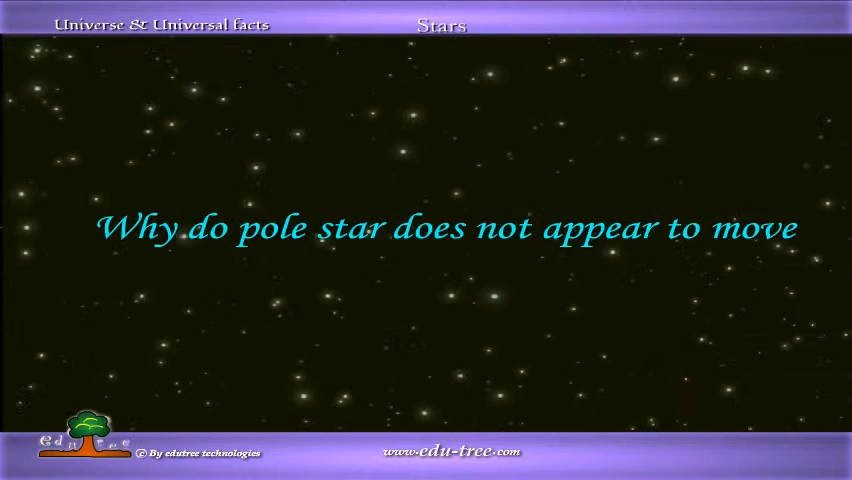 Universe & Universal facts
Stars
Why do pole star does not appear to move
edutree
© By edutree technologies
www.edu-tree.com